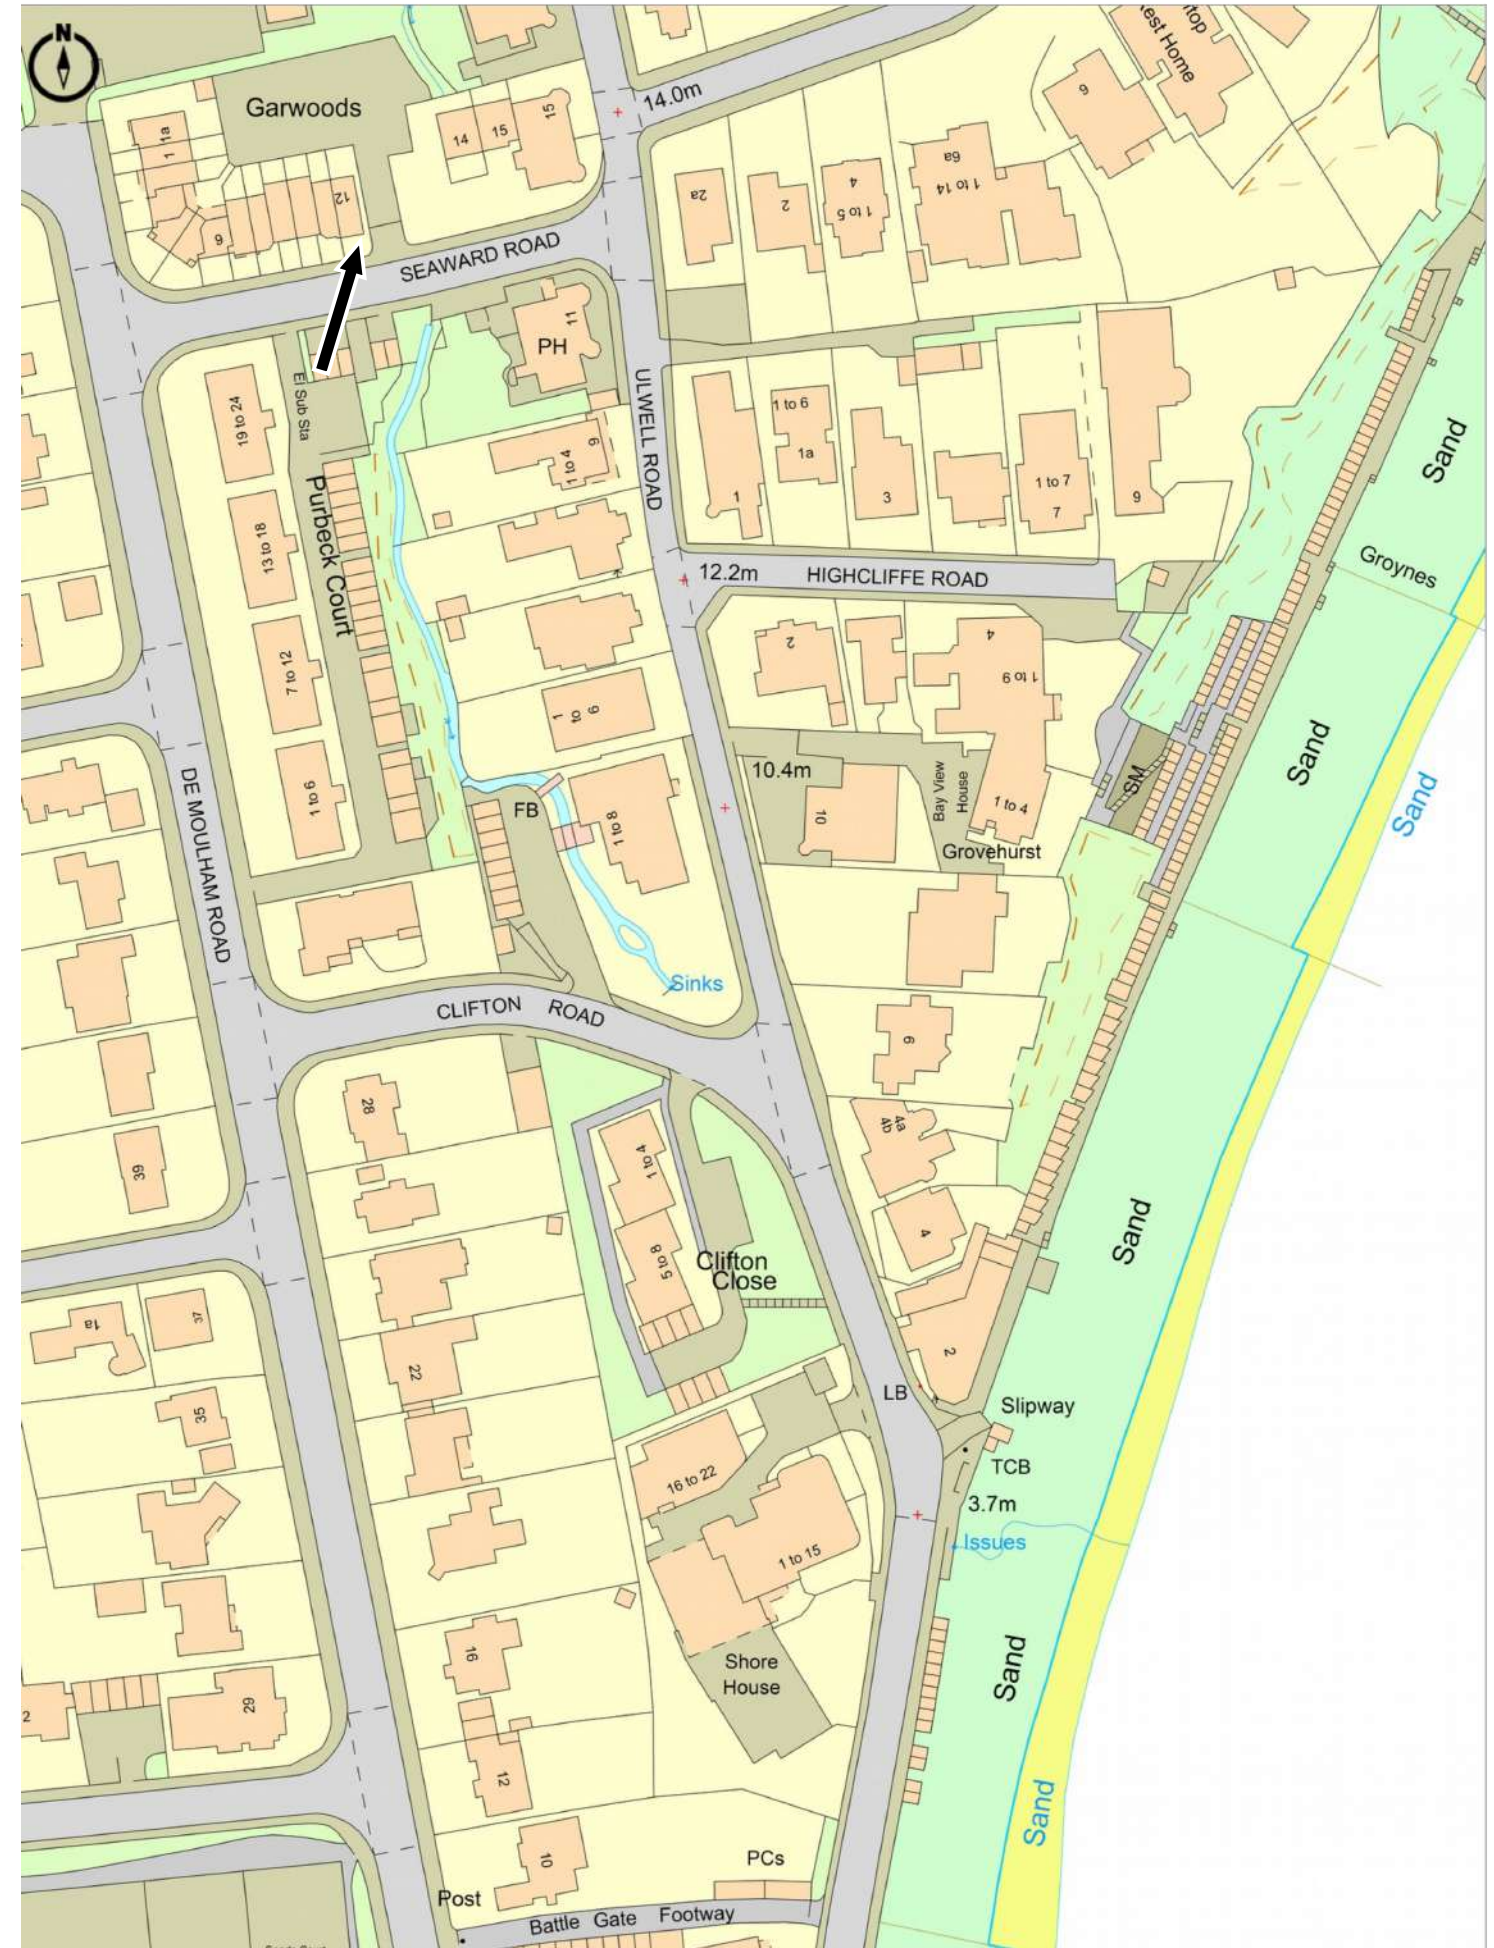 N
Garwoods
14.0m
Rest Home
1 1a
14
15
15
12
6
9
6a
1 to 14
2a
2
4
1 to 5
SEAWARD ROAD
11
PH
ULWELL ROAD
El Sub Sta
19 to 24
Purbeck Court
13 to 18
7 to 12
1 to 6
9
1 to 4
1 to 6
1a
1
3
1 to 7
7
9
Sand
Groynes
12.2m
HIGHCLIFFE ROAD
2
4
1 to 9
1
to
6
10.4m
Bay View
House
SM
Sand
Sand
FB
1 to 8
10
1 to 4
Grovehurst
DE MOULHAM ROAD
Sinks
CLIFTON ROAD
28
1 to 4
39
5 to 8
Clifton
Close
4a
4b
4
Sand
1a
37
22
2
LB
Slipway
35
16 to 22
TCB
3.7m
Issues
1 to 15
16
Shore
House
Sand
29
2
12
Sand
10
PCs
Post
Battle Gate Footway